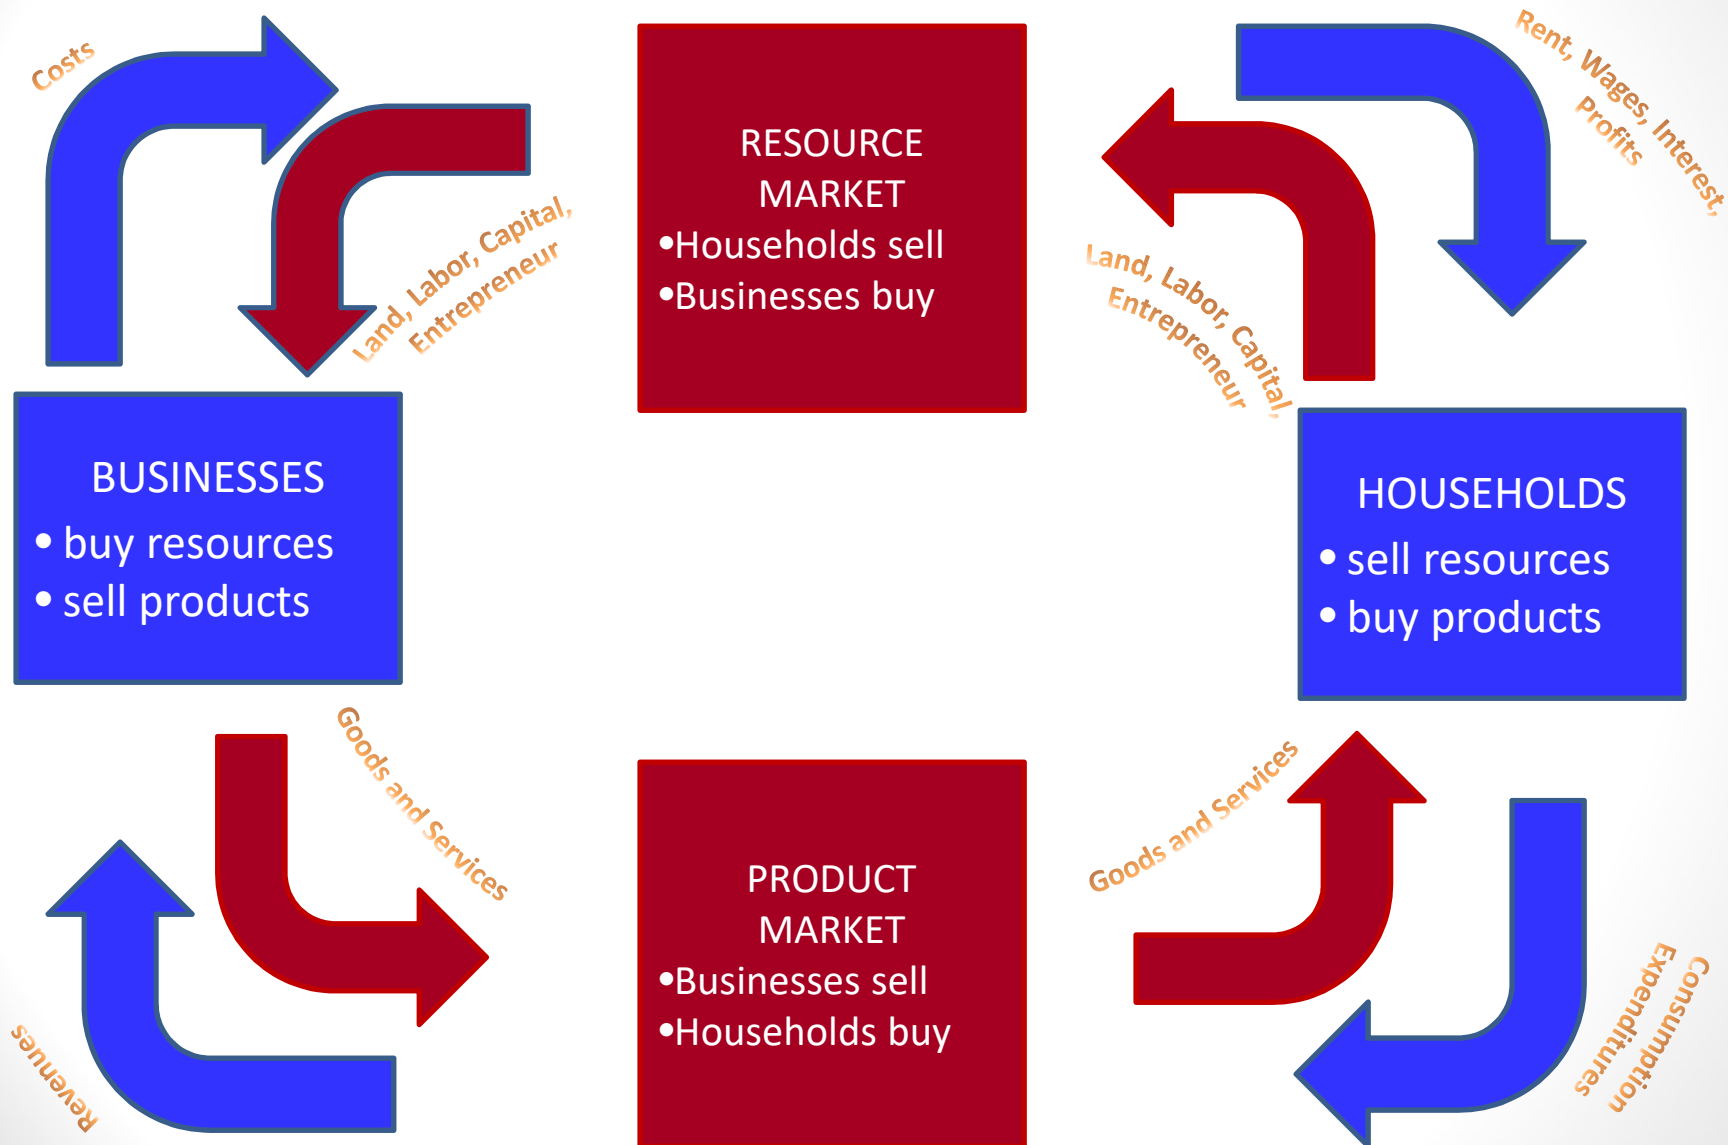 Costs
Land, Labor, Capital,
Entrepreneur
RESOURCE
MARKET
•Households sell
•Businesses buy
Rent, Wages, Interest,
Profits
Land, Labor, Capital,
Entrepreneur
BUSINESSES
• buy resources
• sell products
HOUSEHOLDS
• sell resources
• buy products
Goods and Services
Revenues
PRODUCT
MARKET
•Businesses sell
•Households buy
Goods and Services
Consumption
Expenditures